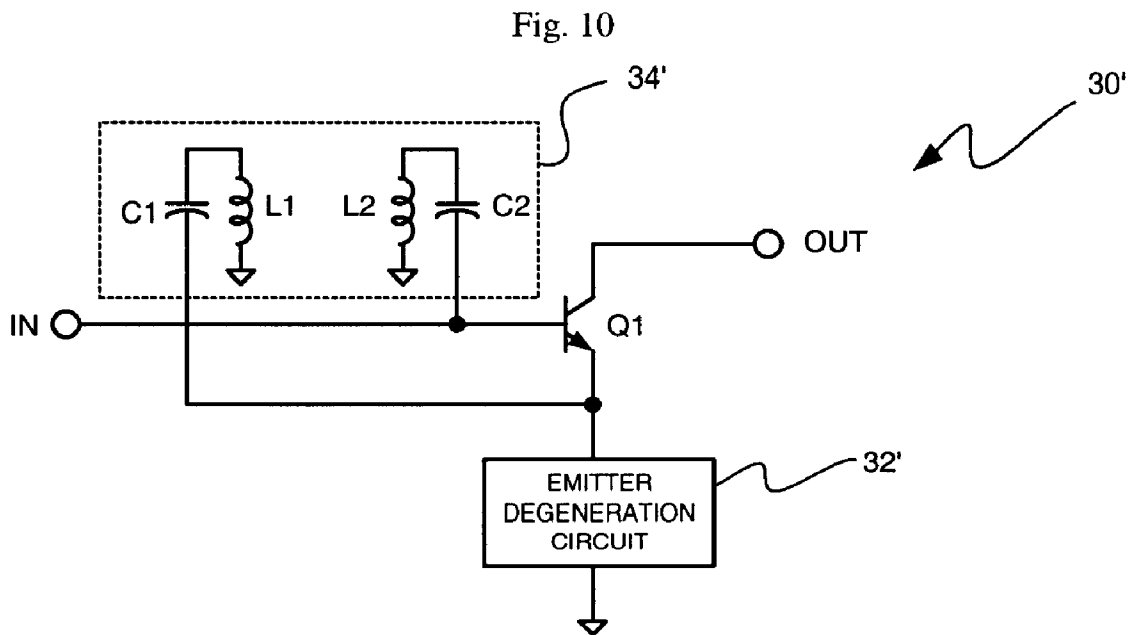 Fig. 10
34'
30'
C1
L1
L2
C2
OUT
IN
Q1
EMITTER
DEGENERATION
CIRCUIT
32'